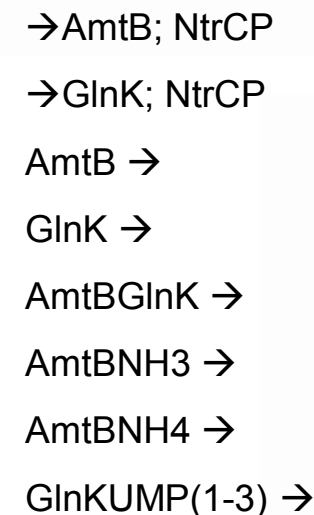 →AmtB; NtrCP
→GlnK; NtrCP
AmtB →
GlnK →
AmtBGlnK →
AmtBNH3 →
AmtBNH4 →
GlnKUMP(1-3) →